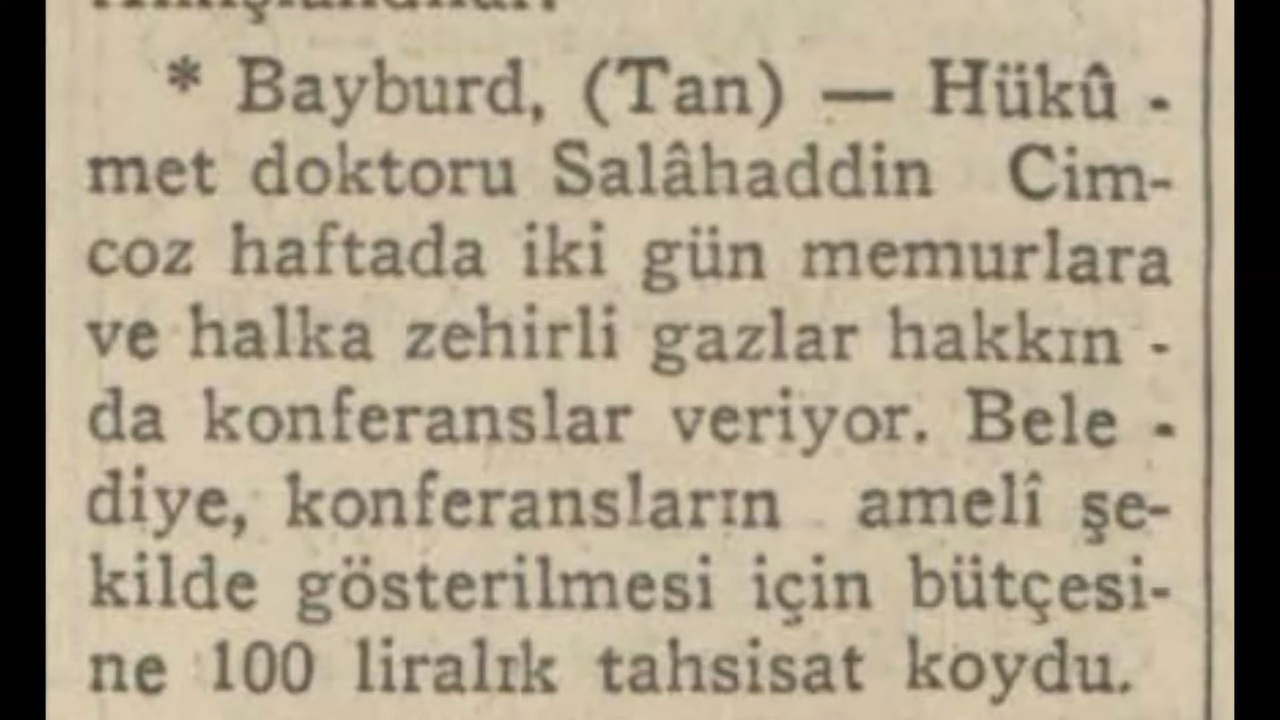 * Bayburd, (Tan) — Hükû -
met doktoru Salâhaddin Cim-
coz haftada iki gün memurlara
ve halka zehirli gazlar hakkın -
da konferanslar veriyor. Bele -
diye, konferansların amelî şe-
kilde gösterilmesi için bütçesi-
ne 100 liralık tahsisat koydu.